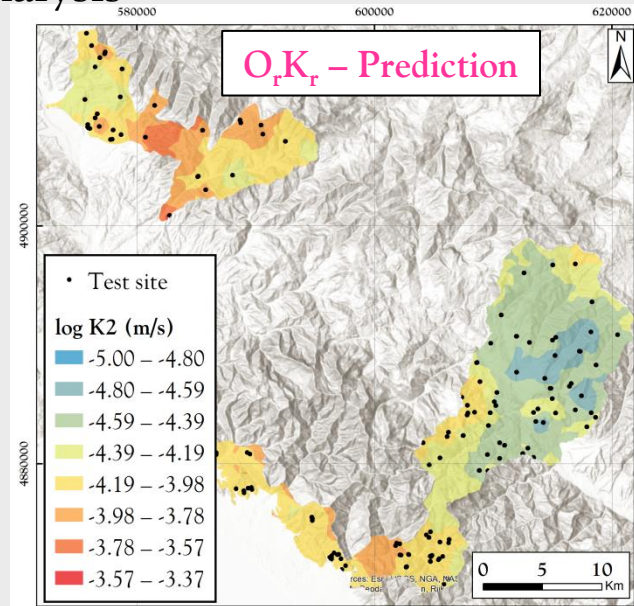 580000
600000
620000
N
OᵣKᵣ – Prediction
4900000
4880000
• Test site
log K2 (m/s)
-5.00 – -4.80
-4.80 – -4.59
-4.59 – -4.39
-4.39 – -4.19
-4.19 – -3.98
-3.98 – -3.78
-3.78 – -3.57
-3.57 – -3.37
0 5 10
Km